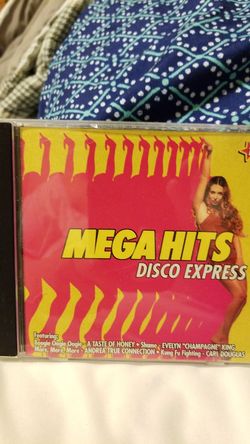 MEGA HITS
DISCO EXPRESS
Featuring:
Boogie Oogie Oogie - A TASTE OF HONEY • Shame - EVELYN "CHAMPAGNE" KING
More, More, More - ANDREA TRUE CONNECTION • Kung Fu Fighting - CARL DOUGLAS